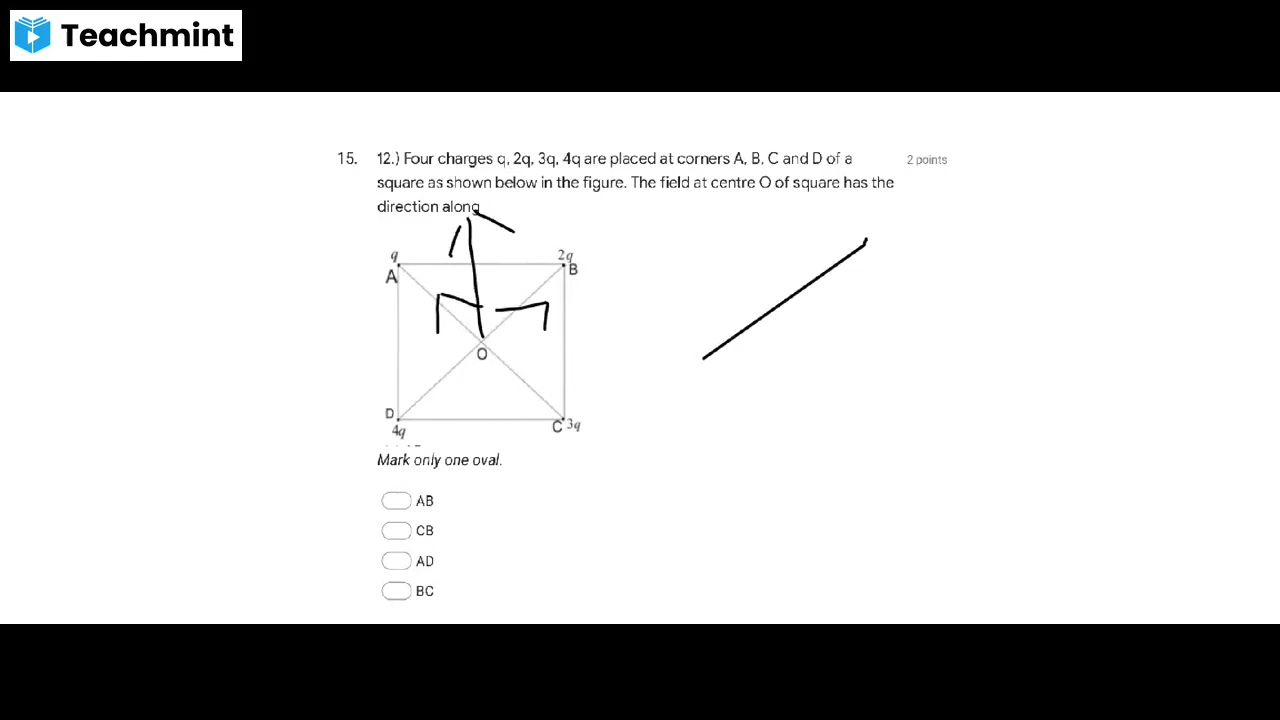 Teachmint
15. 12.) Four charges q, 2q, 3q, 4q are placed at corners A, B, C and D of a 2 points
square as shown below in the figure. The field at centre O of square has the
direction along
q 2q
A B
O
D C 3q
4q
Mark only one oval.
AB
CB
AD
BC